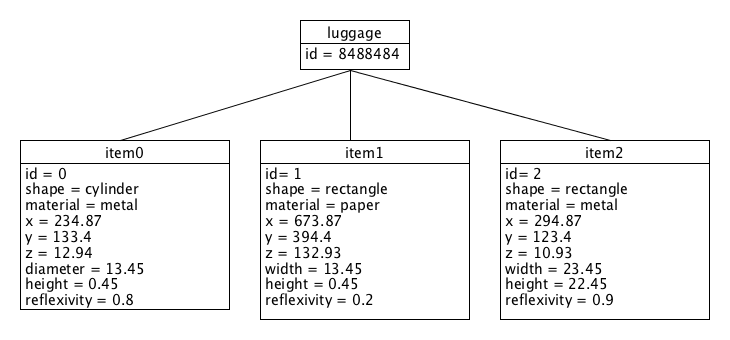 luggage
id = 8488484
item0
id = 0
shape = cylinder
material = metal
x = 234.87
y = 133.4
z = 12.94
diameter = 13.45
height = 0.45
reflexivity = 0.8
item1
id= 1
shape = rectangle
material = paper
x = 673.87
y = 394.4
z = 132.93
width = 13.45
height = 0.45
reflexivity = 0.2
item2
id= 2
shape = rectangle
material = metal
x = 294.87
y = 123.4
z = 10.93
width = 23.45
height = 22.45
reflexivity = 0.9